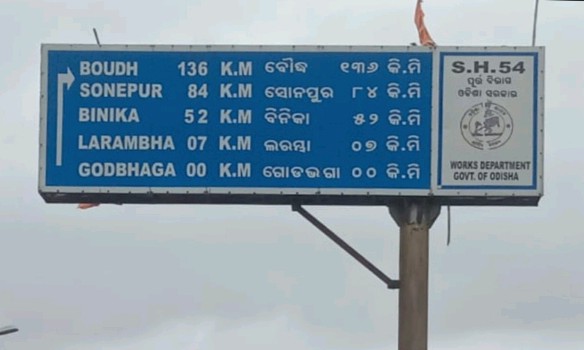 BOUDH 136 K.M ବୌଦ୍ଧ ୧୩୬ କି.ମି
SONEPUR 84 K.M ସୋନପୁର ୮୪ କି.ମି
BINIKA 52 K.M ବିନିକା ୫୨ କି.ମି
LARAMBHA 07 K.M ଲରମ୍ଭା ୦୭ କି.ମି
GODBHAGA 00 K.M ଗୋଡଭଗା ୦୦ କି.ମି
S.H.54
ପୂର୍ତ୍ତ ବିଭାଗ
ଓଡ଼ିଶା ସରକାର
WORKS DEPARTMENT
GOVT. OF ODISHA